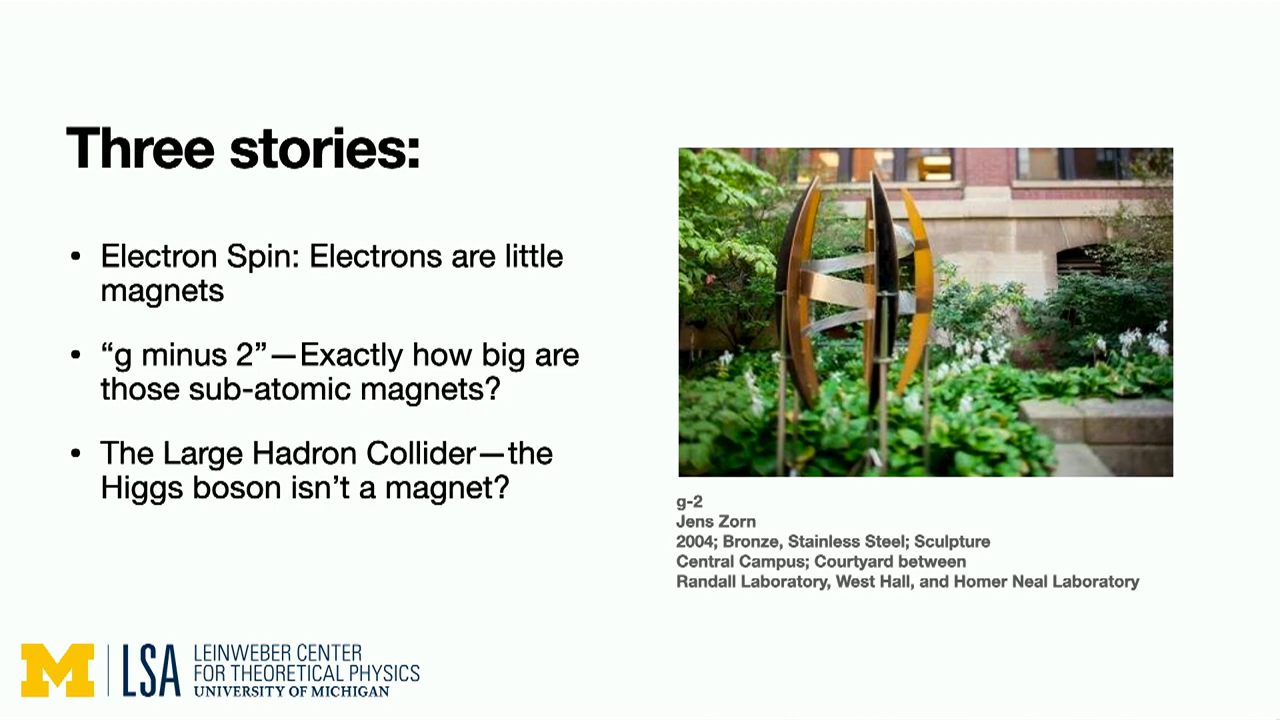 Three stories:
• Electron Spin: Electrons are little
magnets
• “g minus 2”—Exactly how big are
those sub-atomic magnets?
• The Large Hadron Collider—the
Higgs boson isn’t a magnet?
g-2
Jens Zorn
2004; Bronze, Stainless Steel; Sculpture
Central Campus; Courtyard between
Randall Laboratory, West Hall, and Homer Neal Laboratory
M LSA LEINWEBER CENTER
FOR THEORETICAL PHYSICS
UNIVERSITY OF MICHIGAN